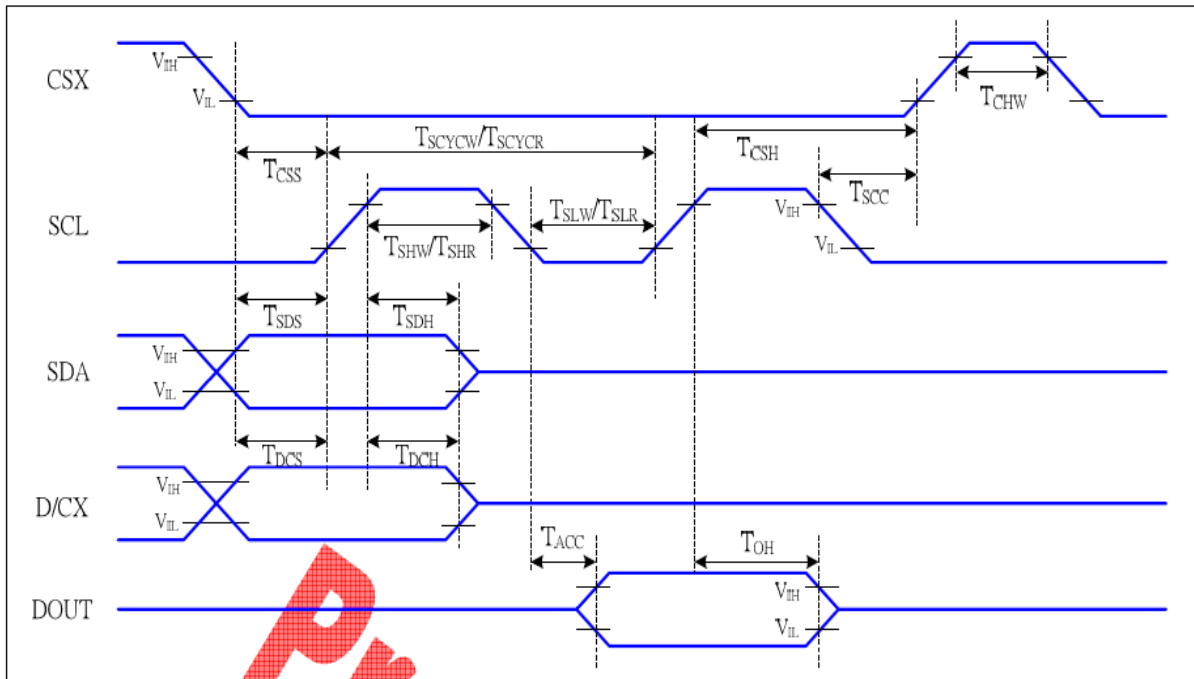 CSX
VIH
VIL
TCHW
TSCYCW/TSCYCR
TCSH
TCSS
TSCC
SCL
TSLW/TSLR
VIH
TSHW/TSHR
VIL
TSDS
TSDH
VIH
SDA
VIL
TDCS
TDCH
VIH
D/CX
VIL
TACC
TOH
DOUT
VIH
VIL
Pr